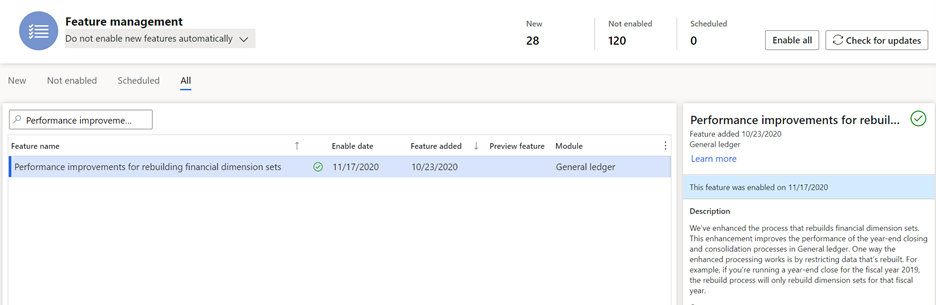 Feature management
Do not enable new features automatically
New
28
Not enabled
120
Scheduled
0
Enable all
Check for updates
New
Not enabled
Scheduled
All
Performance improveme...
Feature name
Enable date
Feature added
Preview feature
Module
Performance improvements for rebuilding financial dimension sets
11/17/2020
10/23/2020
General ledger
Performance improvements for rebuil...
Feature added 10/23/2020
General ledger
Learn more
This feature was enabled on 11/17/2020
Description
We've enhanced the process that rebuilds financial dimension sets.
This enhancement improves the performance of the year-end closing
and consolidation processes in General ledger. One way the
enhanced processing works is by restricting data that's rebuilt. For
example, if you're running a year-end close for the fiscal year 2019,
the rebuild process will only rebuild dimension sets for that fiscal
year.